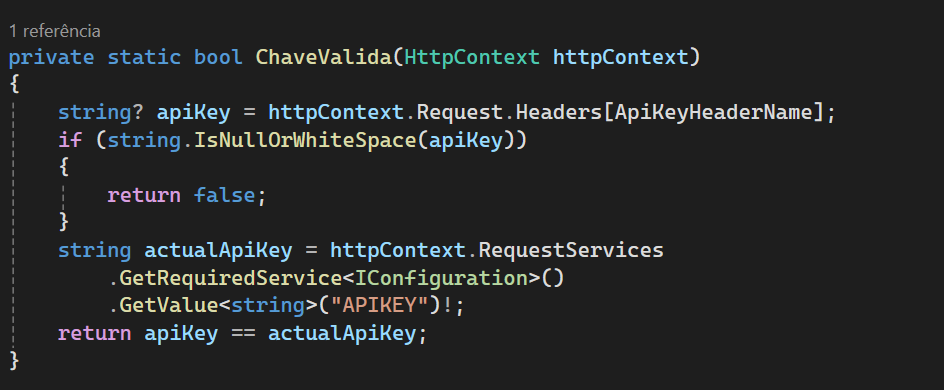 1 referência
private static bool ChaveValida(HttpContext httpContext)
{
    string? apiKey = httpContext.Request.Headers[ApiKeyHeaderName];
    if (string.IsNullOrWhiteSpace(apiKey))
    {
        return false;
    }
    string actualApiKey = httpContext.RequestServices
        .GetRequiredService<IConfiguration>()
        .GetValue<string>("APIKEY")!;
    return apiKey == actualApiKey;
}